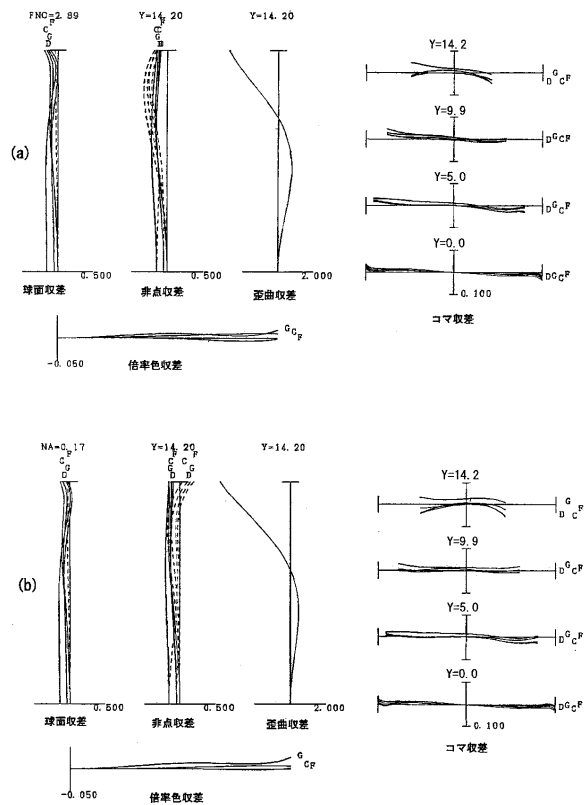 (a)
FNO=2.89
C F
G
D
0.500
球面収差
Y=14.20
F
C
G
D
0.500
非点収差
Y=14.20
2.000
歪曲収差
-0.050
倍率色収差
G C F
Y=14.2
D G C F
Y=9.9
D G C F
Y=5.0
D G C F
Y=0.0
D G C F
0.100
コマ収差
(b)
NA=0.17
C F
G
D
0.500
球面収差
Y=14.20
C F C F
G G
D D
0.500
非点収差
Y=14.20
2.000
歪曲収差
-0.050
倍率色収差
G
C F
Y=14.2
G
D C F
Y=9.9
D G C F
Y=5.0
D G C F
Y=0.0
D G C F
0.100
コマ収差